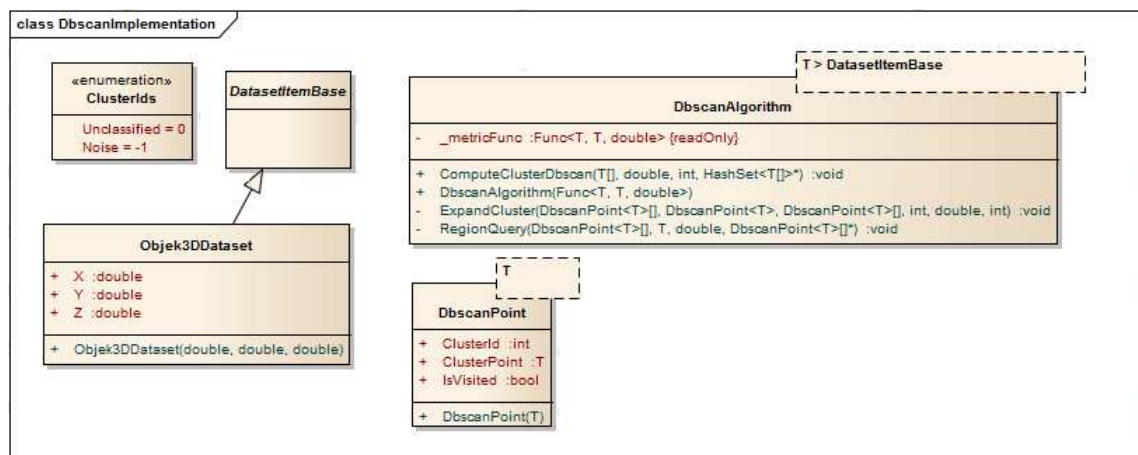 class DbscanImplementation
«enumeration»
ClusterIds
Unclassified = 0
Noise = -1
DatasetItemBase
Objek3DDataset
+ X :double
+ Y :double
+ Z :double
+ Objek3DDataset(double, double, double)
T > DatasetItemBase
DbscanAlgorithm
- _metricFunc :Func<T, T, double> {readOnly}
+ ComputeClusterDbscan(T[], double, int, HashSet<T[]>*) :void
+ DbscanAlgorithm(Func<T, T, double>)
- ExpandCluster(DbscanPoint<T>[], DbscanPoint<T>, DbscanPoint<T>[], int, double, int) :void
- RegionQuery(DbscanPoint<T>[], T, double, DbscanPoint<T>[]*) :void
T
DbscanPoint
+ ClusterId :int
+ ClusterPoint :T
+ IsVisited :bool
+ DbscanPoint(T)